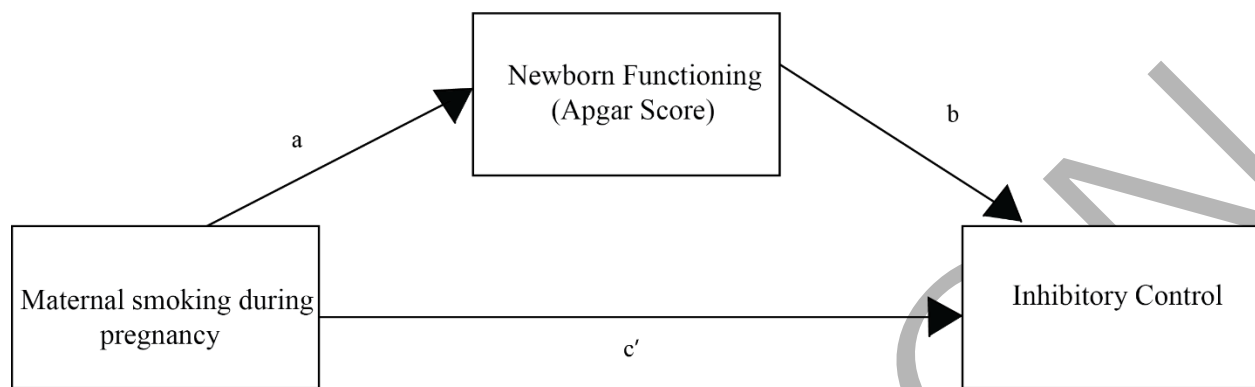 Newborn Functioning
(Apgar Score)
a
b
Maternal smoking during
pregnancy
Inhibitory Control
c′